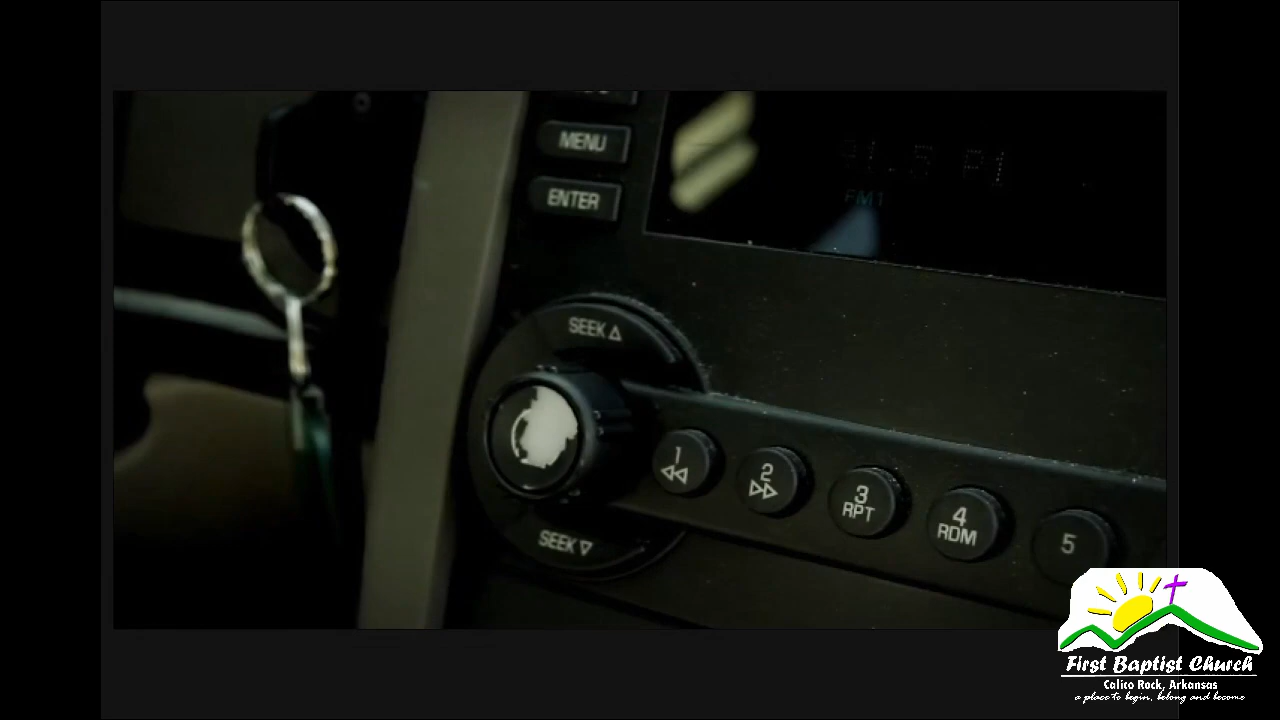 MENU
ENTER
FM1
SEEK △
1
2
3
RPT
4
RDM
5
SEEK ▽
First Baptist Church
Calico Rock, Arkansas
a place to begin, belong and become